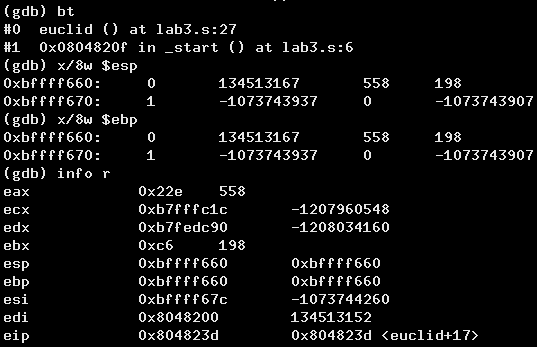 (gdb) bt
#0  euclid () at lab3.s:27
#1  0x0804820f in _start () at lab3.s:6
(gdb) x/8w $esp
0xbffff660:     0       134513167       558     198
0xbffff670:     1       -1073743937     0       -1073743907
(gdb) x/8w $ebp
0xbffff660:     0       134513167       558     198
0xbffff670:     1       -1073743937     0       -1073743907
(gdb) info r
eax            0x22e    558
ecx            0xb7fffc1c       -1207960548
edx            0xb7fedc90       -1208034160
ebx            0xc6     198
esp            0xbffff660       0xbffff660
ebp            0xbffff660       0xbffff660
esi            0xbffff67c       -1073744260
edi            0x8048200        134513152
eip            0x804823d        0x804823d <euclid+17>